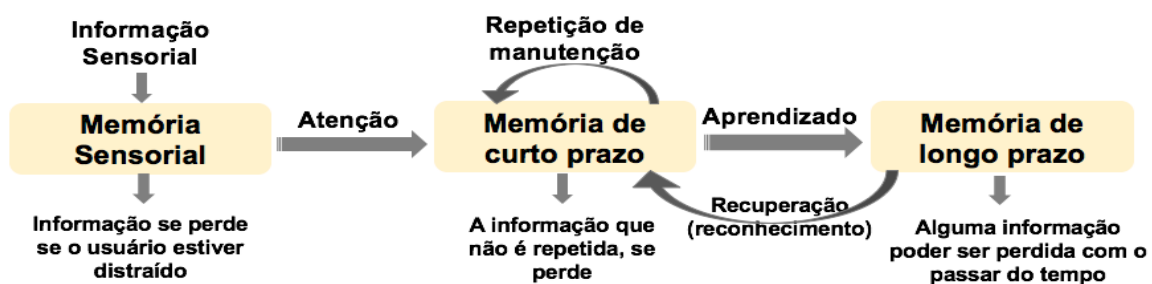 Informação
Sensorial
Memória
Sensorial
Informação se perde
se o usuário estiver
distraído
Atenção
Repetição de
manutenção
Memória de
curto prazo
A informação que
não é repetida, se
perde
Aprendizado
Recuperação
(reconhecimento)
Memória de
longo prazo
Alguma informação
poder ser perdida com o
passar do tempo